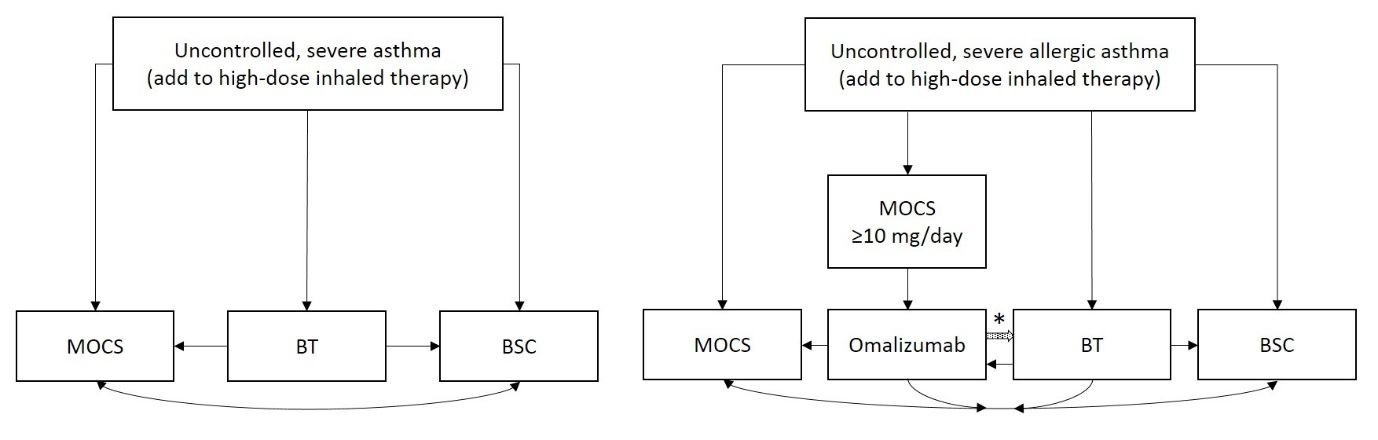 Uncontrolled, severe asthma
(add to high-dose inhaled therapy)
MOCS
BT
BSC
Uncontrolled, severe allergic asthma
(add to high-dose inhaled therapy)
MOCS
≥10 mg/day
MOCS
Omalizumab
*
BT
BSC